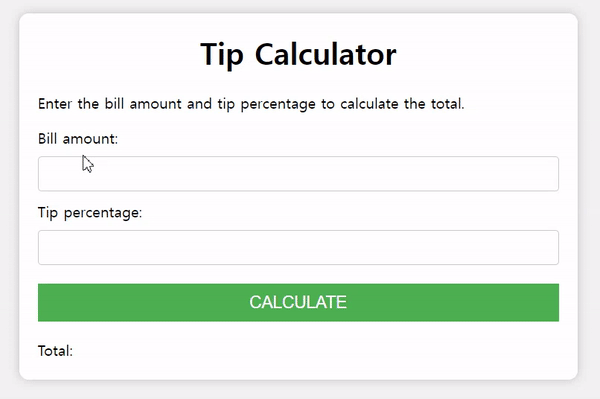 Tip Calculator
Enter the bill amount and tip percentage to calculate the total.
Bill amount:
Tip percentage:
CALCULATE
Total: